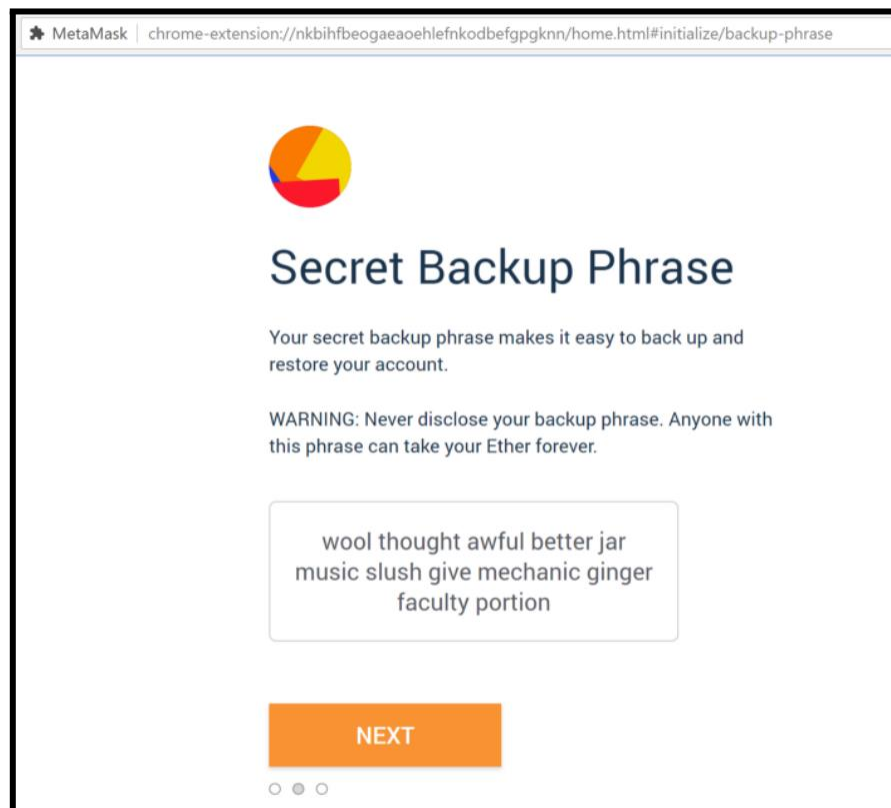 MetaMask chrome-extension://nkbihfbeogaeaoehlefnkodbefgpgknn/home.html#initialize/backup-phrase
Secret Backup Phrase
Your secret backup phrase makes it easy to back up and
restore your account.
WARNING: Never disclose your backup phrase. Anyone with
this phrase can take your Ether forever.
wool thought awful better jar
music slush give mechanic ginger
faculty portion
NEXT